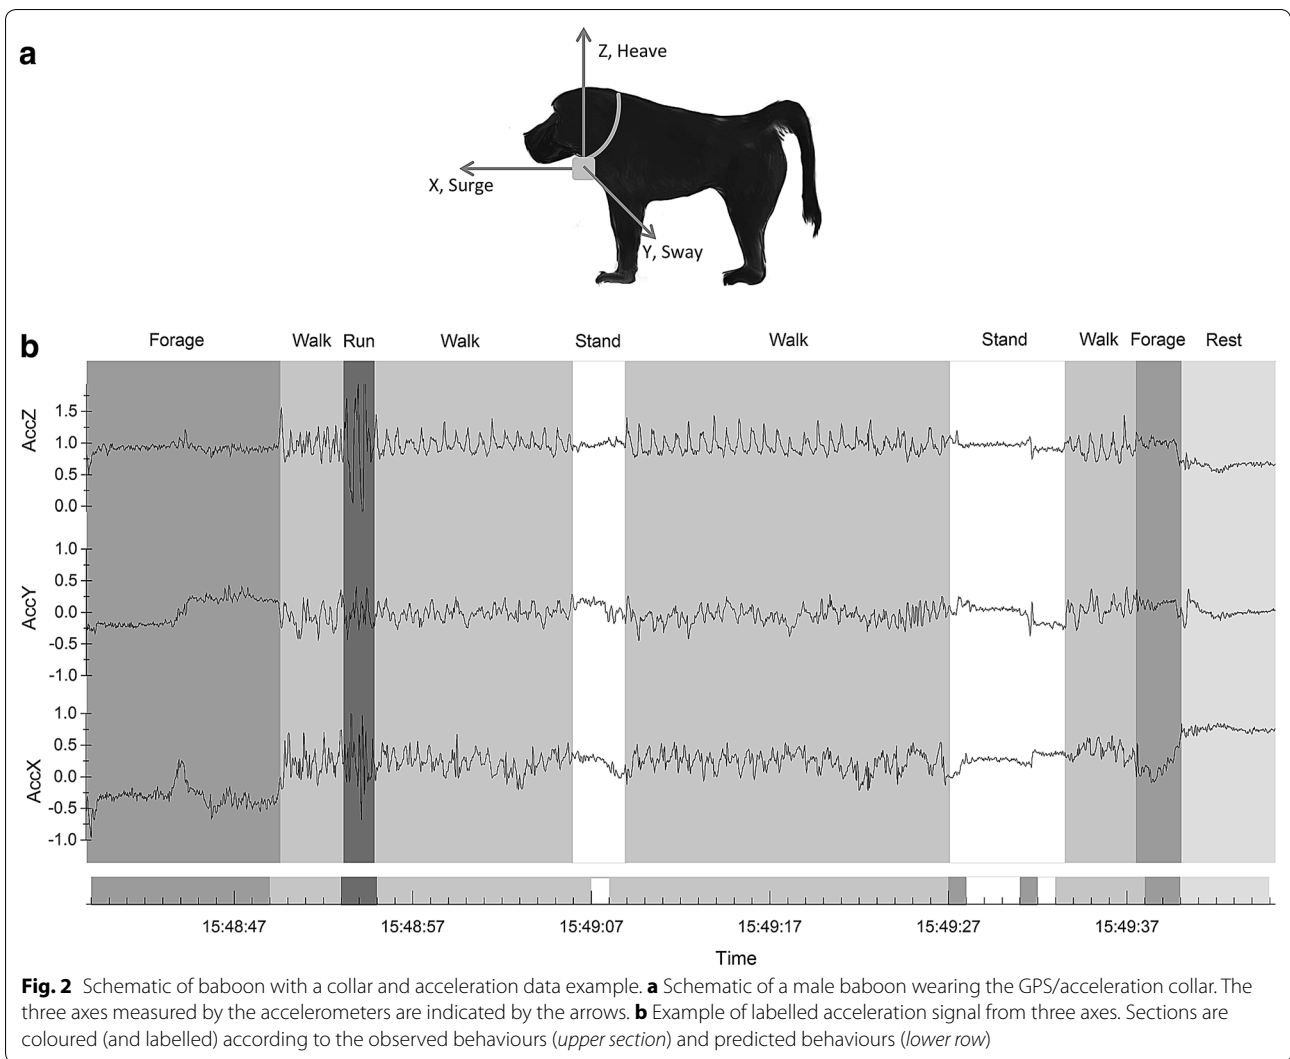 a
Z, Heave
X, Surge
Y, Sway
b
Forage Walk Run Walk Stand Walk Stand Walk Forage Rest
AccZ
1.5
1.0
0.5
0.0
AccY
1.0
0.5
0.0
-0.5
-1.0
AccX
1.0
0.5
0.0
-0.5
-1.0
15:48:47 15:48:57 15:49:07 15:49:17 15:49:27 15:49:37
Time
Fig. 2 Schematic of baboon with a collar and acceleration data example. a Schematic of a male baboon wearing the GPS/acceleration collar. The
three axes measured by the accelerometers are indicated by the arrows. b Example of labelled acceleration signal from three axes. Sections are
coloured (and labelled) according to the observed behaviours (upper section) and predicted behaviours (lower row)